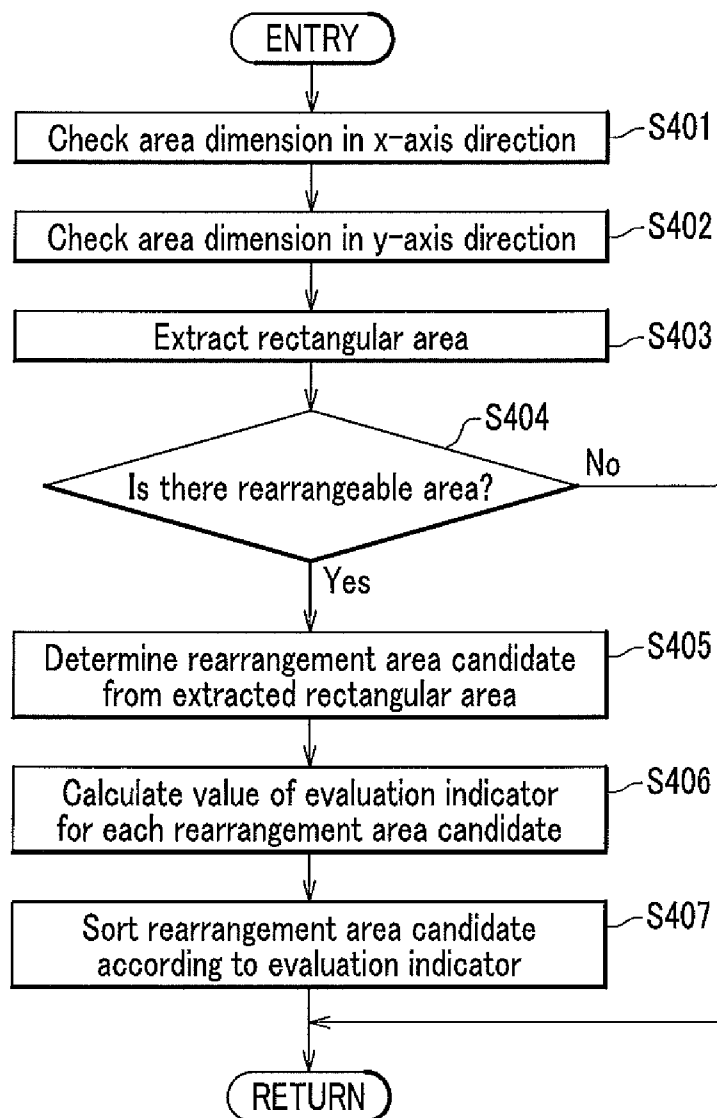 ENTRY
Check area dimension in x-axis direction
S401
Check area dimension in y-axis direction
S402
Extract rectangular area
S403
S404
Is there rearrangeable area?
No
Yes
Determine rearrangement area candidate
from extracted rectangular area
S405
Calculate value of evaluation indicator
for each rearrangement area candidate
S406
Sort rearrangement area candidate
according to evaluation indicator
S407
RETURN